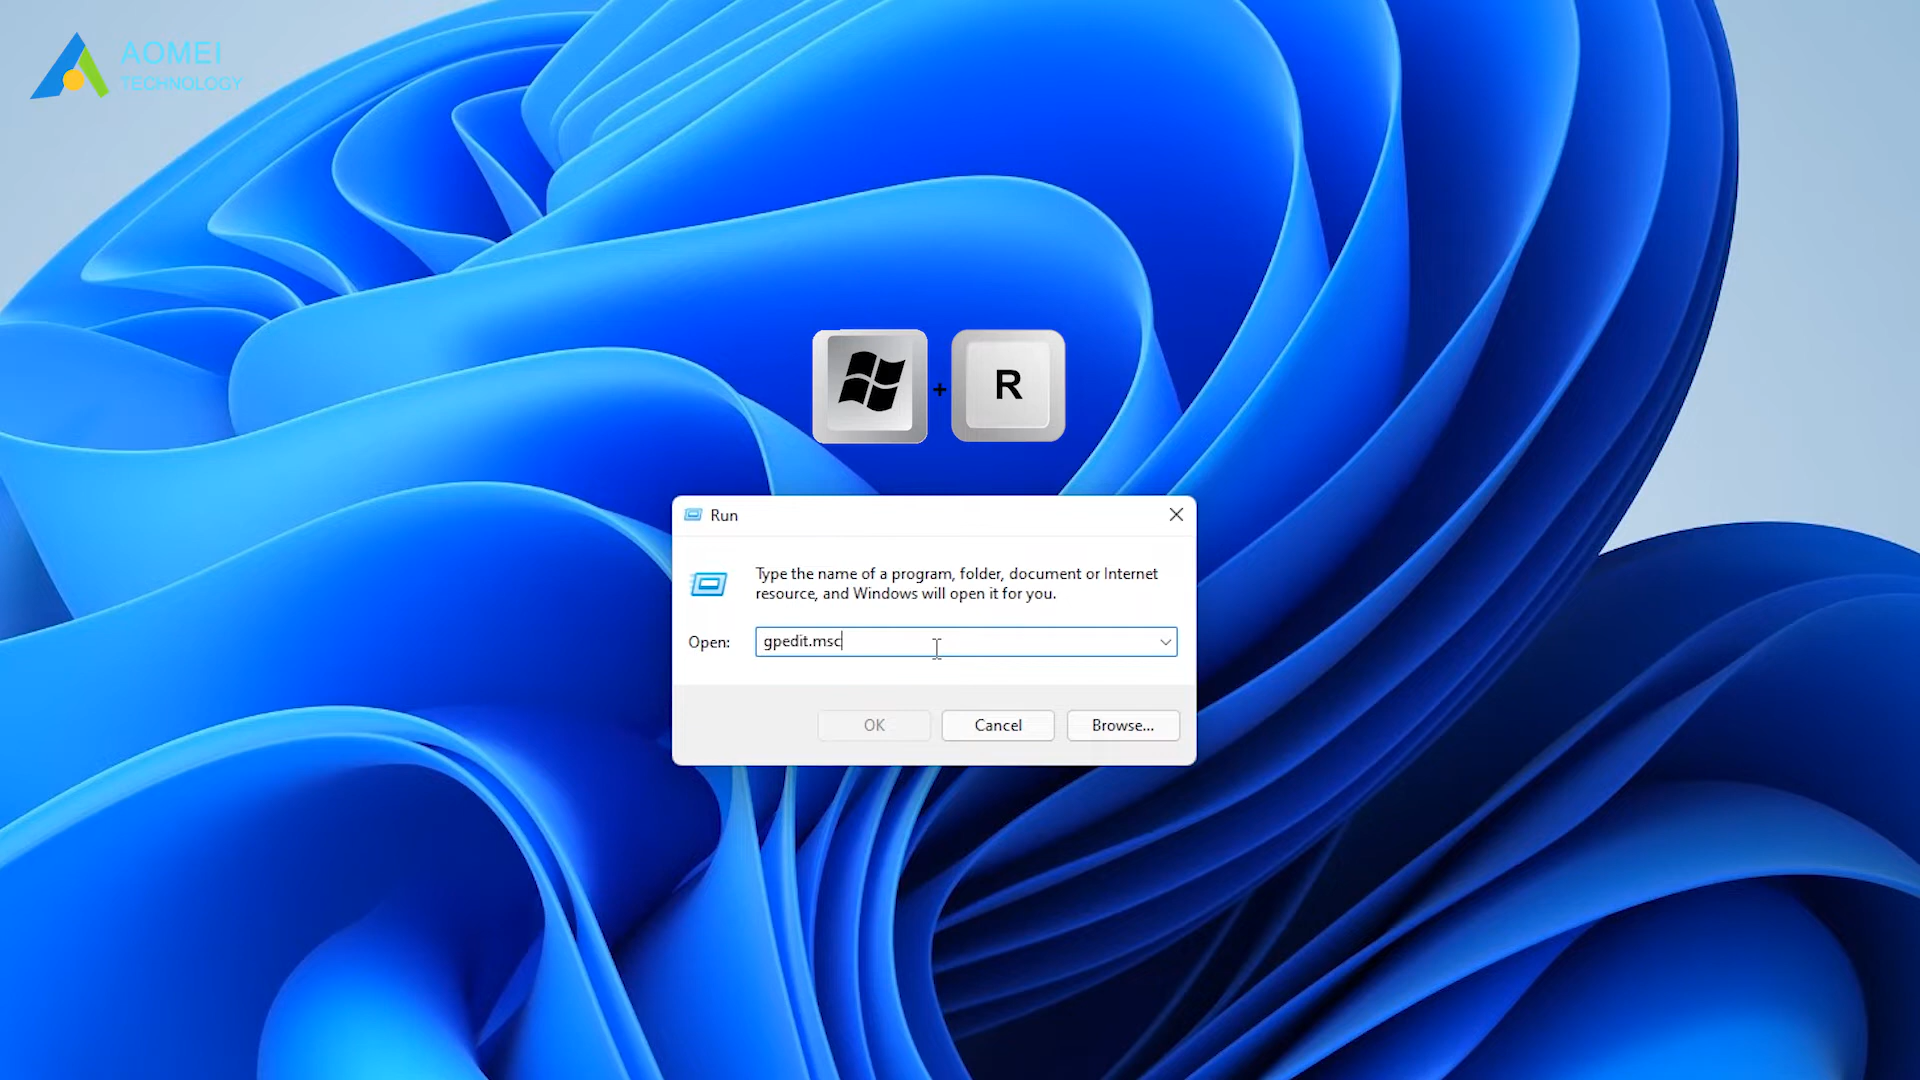 AOMEI
TECHNOLOGY
+ R
Run
Type the name of a program, folder, document or Internet
resource, and Windows will open it for you.
Open: gpedit.msc
OK Cancel Browse...